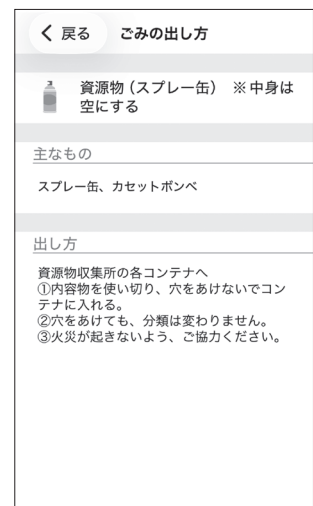 戻る ごみの出し方
資源物（スプレー缶） ※中身は
空にする
主なもの
スプレー缶、カセットボンベ
出し方
資源物収集所の各コンテナへ
①内容物を使い切り、穴をあけないでコン
テナに入れる。
②穴をあけても、分類は変わりません。
③火災が起きないよう、ご協力ください。